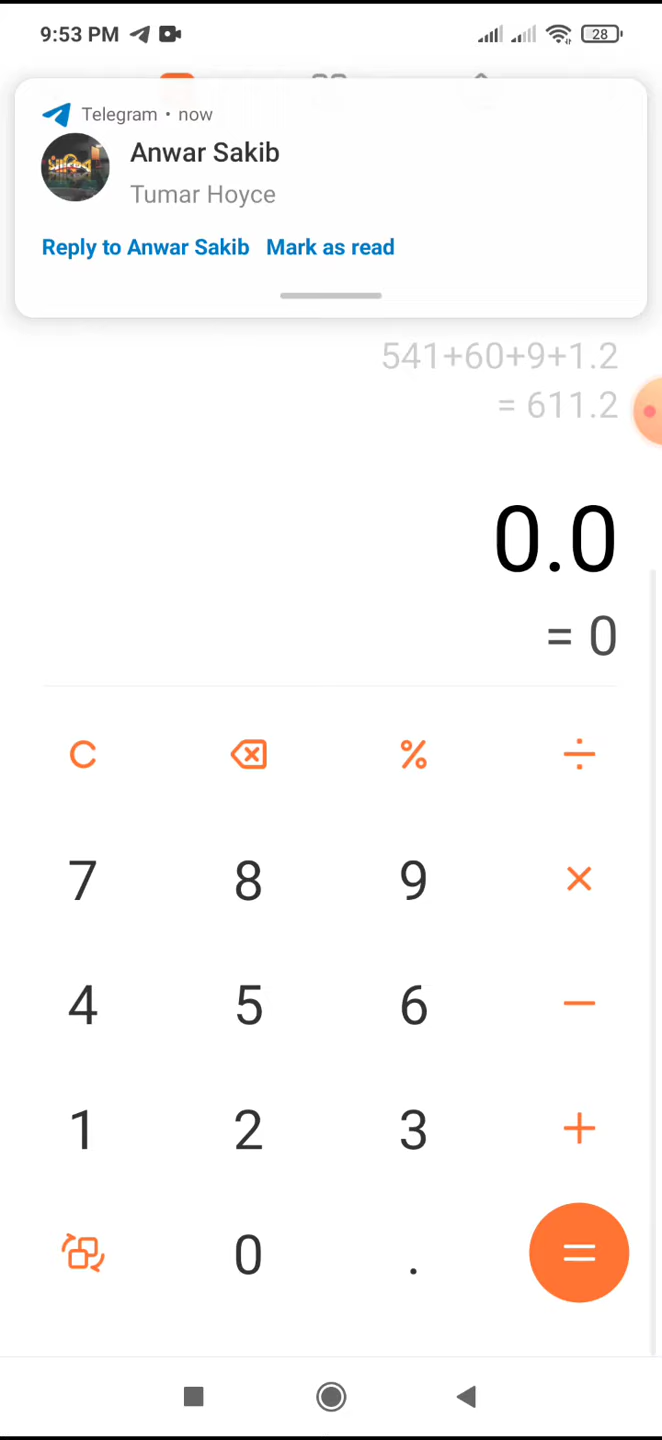 9:53 PM 28
Telegram • now
Anwar Sakib
Tumar Hoyce
Reply to Anwar Sakib Mark as read
541+60+9+1.2
= 611.2
0.0
= 0
C % ÷
7 8 9 ×
4 5 6 −
1 2 3 +
0 . =